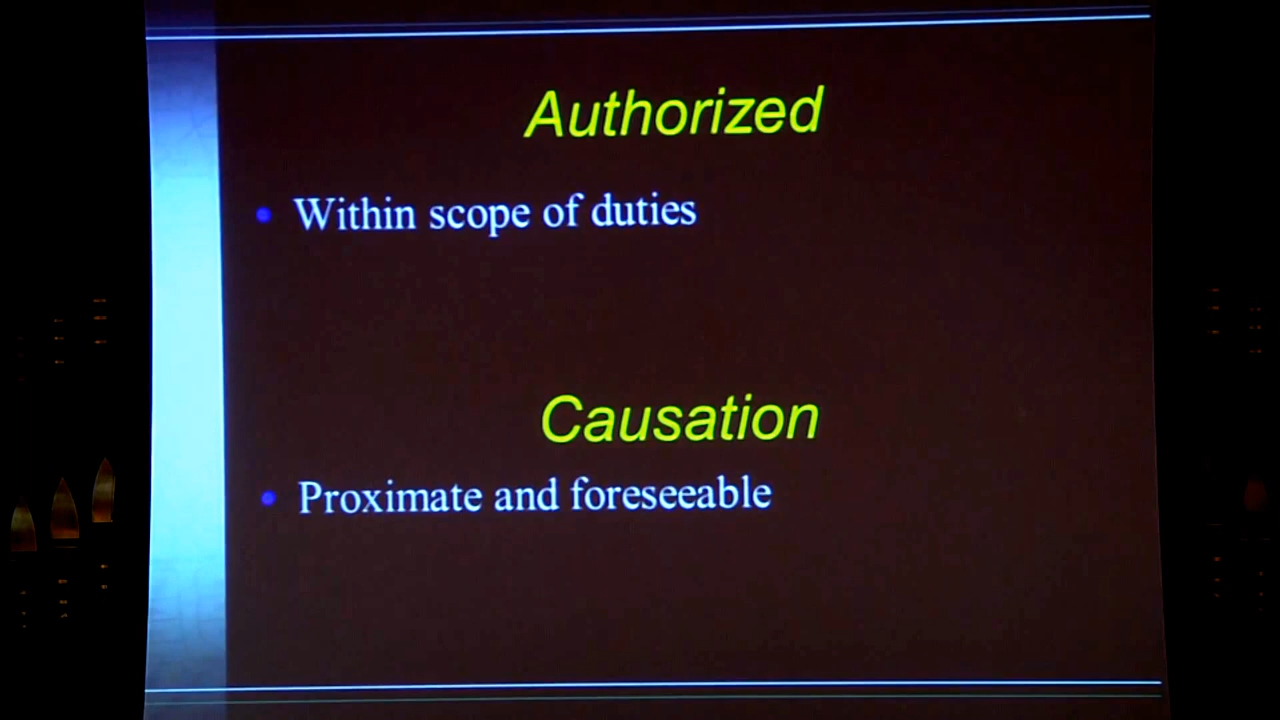 Authorized
Within scope of duties
Causation
Proximate and foreseeable